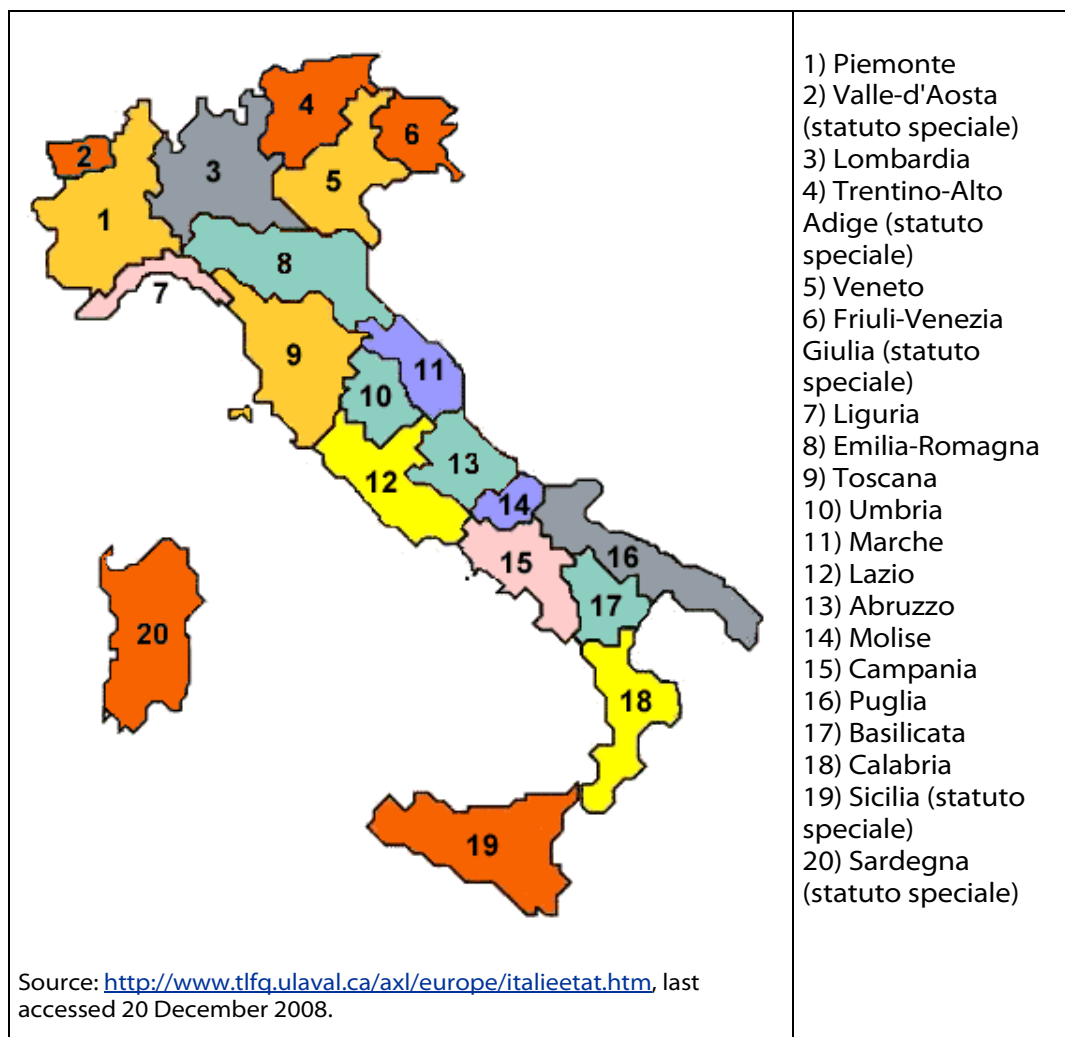 4
6
2
3
5
1
8
7
9
11
10
13
12
14
16
15
17
20
18
19
Source: http://www.tlfq.ulaval.ca/axl/europe/italieetat.htm, last
accessed 20 December 2008.
1) Piemonte
2) Valle-d'Aosta
(statuto speciale)
3) Lombardia
4) Trentino-Alto
Adige (statuto
speciale)
5) Veneto
6) Friuli-Venezia
Giulia (statuto
speciale)
7) Liguria
8) Emilia-Romagna
9) Toscana
10) Umbria
11) Marche
12) Lazio
13) Abruzzo
14) Molise
15) Campania
16) Puglia
17) Basilicata
18) Calabria
19) Sicilia (statuto
speciale)
20) Sardegna
(statuto speciale)